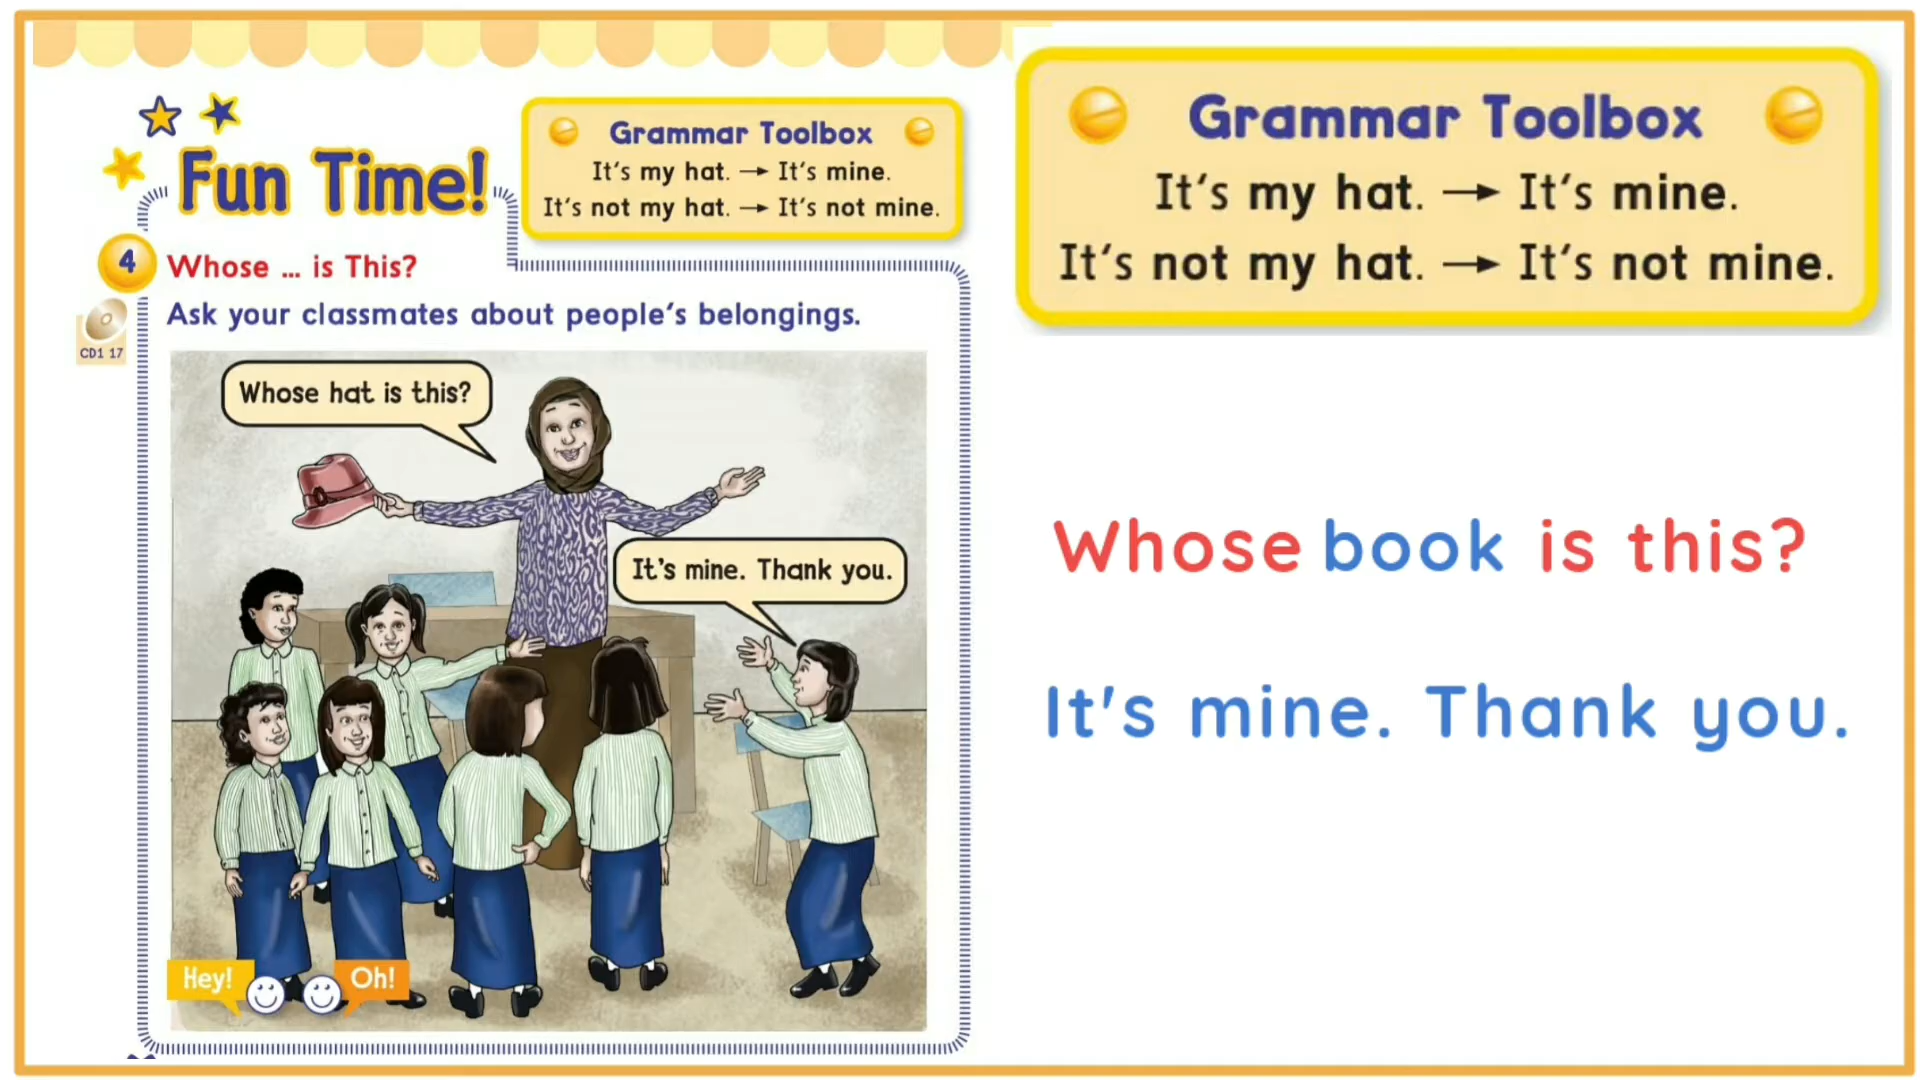 Fun Time!
Grammar Toolbox
It's my hat. → It's mine.
It's not my hat. → It's not mine.
4 Whose ... is This?
CD1 17
Ask your classmates about people's belongings.
Whose hat is this?
It's mine. Thank you.
Hey! Oh!
Grammar Toolbox
It's my hat. → It's mine.
It's not my hat. → It's not mine.
Whose book is this?
It's mine. Thank you.